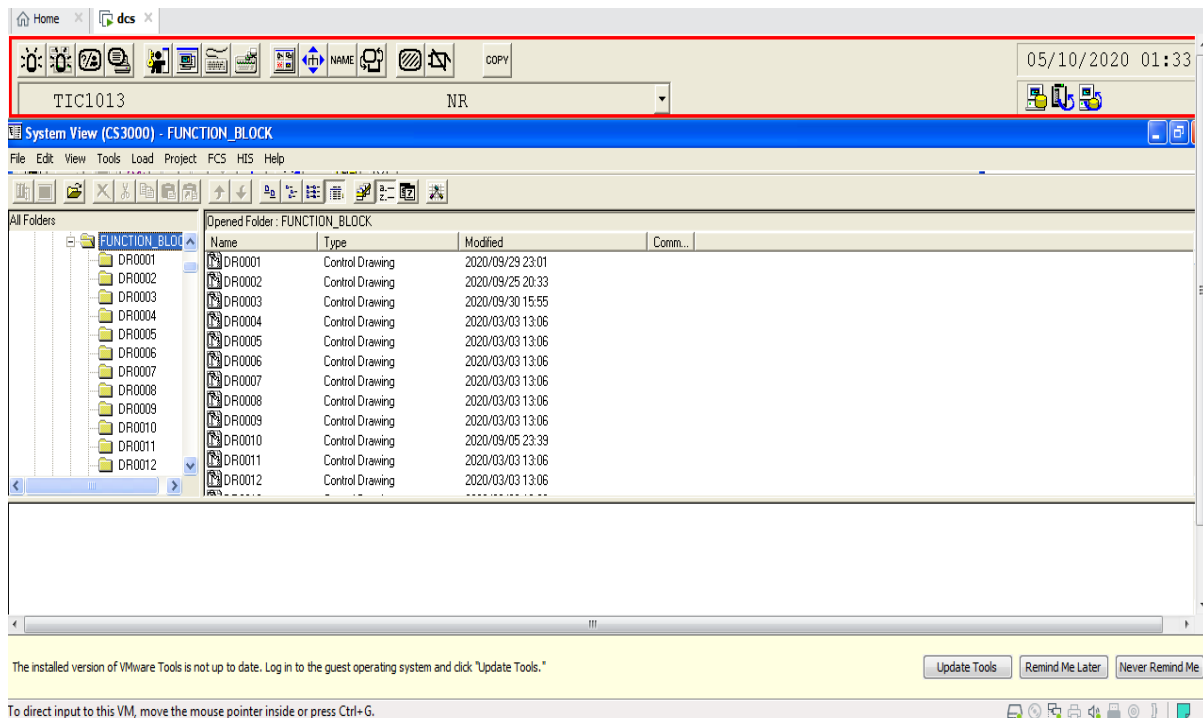 Home × dcs ×
NAME COPY 05/10/2020 01:33
TIC1013 NR
System View (CS3000) - FUNCTION_BLOCK
File Edit View Tools Load Project FCS HIS Help
All Folders Opened Folder : FUNCTION_BLOCK
FUNCTION_BLOC Name Type Modified Comm...
DR0001 DR0001 Control Drawing 2020/09/29 23:01
DR0002 DR0002 Control Drawing 2020/09/25 20:33
DR0003 DR0003 Control Drawing 2020/09/30 15:55
DR0004 DR0004 Control Drawing 2020/03/03 13:06
DR0005 DR0005 Control Drawing 2020/03/03 13:06
DR0006 DR0006 Control Drawing 2020/03/03 13:06
DR0007 DR0007 Control Drawing 2020/03/03 13:06
DR0008 DR0008 Control Drawing 2020/03/03 13:06
DR0009 DR0009 Control Drawing 2020/03/03 13:06
DR0010 DR0010 Control Drawing 2020/09/05 23:39
DR0011 DR0011 Control Drawing 2020/03/03 13:06
DR0012 DR0012 Control Drawing 2020/03/03 13:06
The installed version of VMware Tools is not up to date. Log in to the guest operating system and click "Update Tools." Update Tools Remind Me Later Never Remind Me
To direct input to this VM, move the mouse pointer inside or press Ctrl+G.